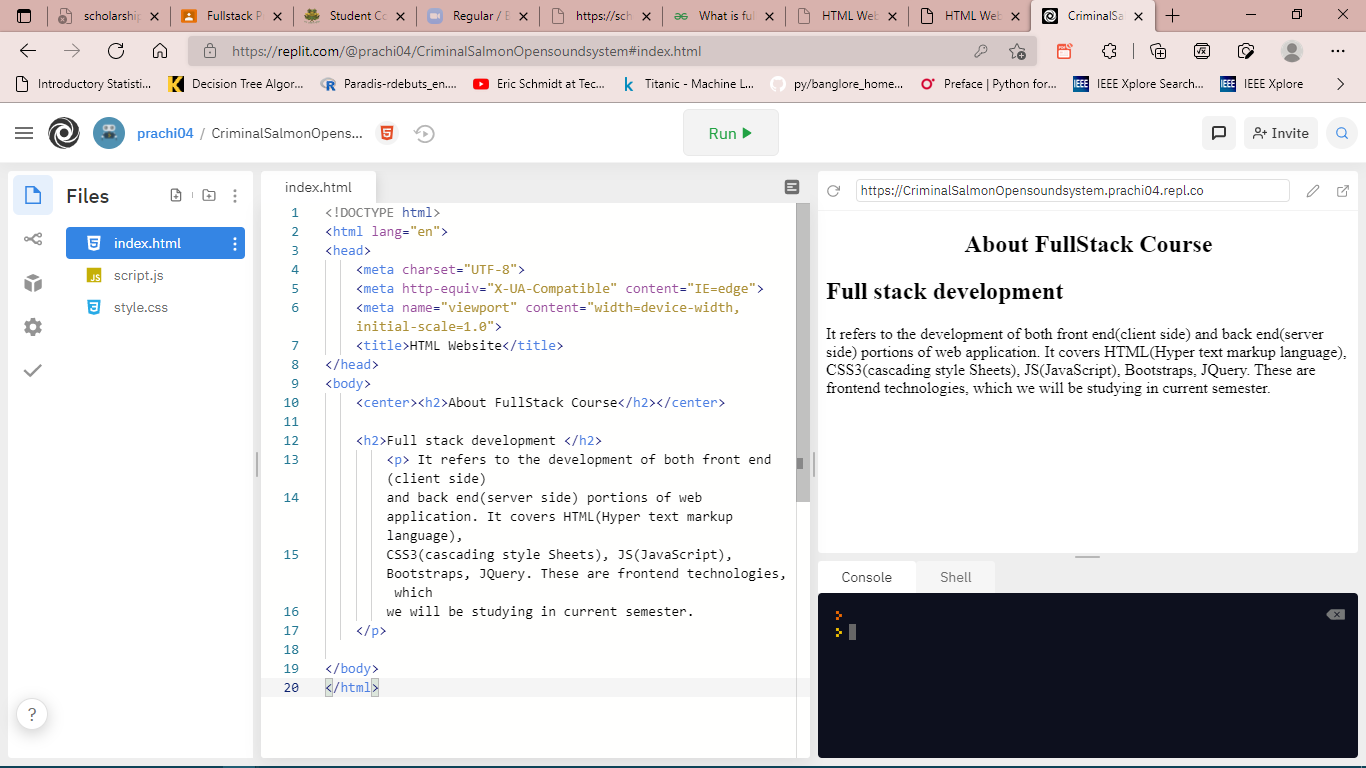 scholarship
Fullstack P
Student Co
Regular / B
https://sch
What is ful
HTML Web
HTML Web
CriminalSa
https://replit.com/@prachi04/CriminalSalmonOpensoundsystem#index.html
Introductory Statisti...
Decision Tree Algor...
Paradis-rdebuts_en....
Eric Schmidt at Tec...
Titanic - Machine L...
py/banglore_home...
Preface | Python for...
IEEE Xplore Search...
IEEE Xplore
prachi04 / CriminalSalmonOpens...
Run
Invite
Files
index.html
script.js
style.css
?
index.html
1 <!DOCTYPE html>
2 <html lang="en">
3 <head>
4 <meta charset="UTF-8">
5 <meta http-equiv="X-UA-Compatible" content="IE=edge">
6 <meta name="viewport" content="width=device-width,
initial-scale=1.0">
7 <title>HTML Website</title>
8 </head>
9 <body>
10 <center><h2>About FullStack Course</h2></center>
11
12 <h2>Full stack development </h2>
13 <p> It refers to the development of both front end
(client side)
14 and back end(server side) portions of web
application. It covers HTML(Hyper text markup
language),
15 CSS3(cascading style Sheets), JS(JavaScript),
Bootstraps, JQuery. These are frontend technologies,
which
16 we will be studying in current semester.
17 </p>
18
19 </body>
20 </html>
https://CriminalSalmonOpensoundsystem.prachi04.repl.co
About FullStack Course
Full stack development
It refers to the development of both front end(client side) and back end(server
side) portions of web application. It covers HTML(Hyper text markup language),
CSS3(cascading style Sheets), JS(JavaScript), Bootstraps, JQuery. These are
frontend technologies, which we will be studying in current semester.
Console
Shell